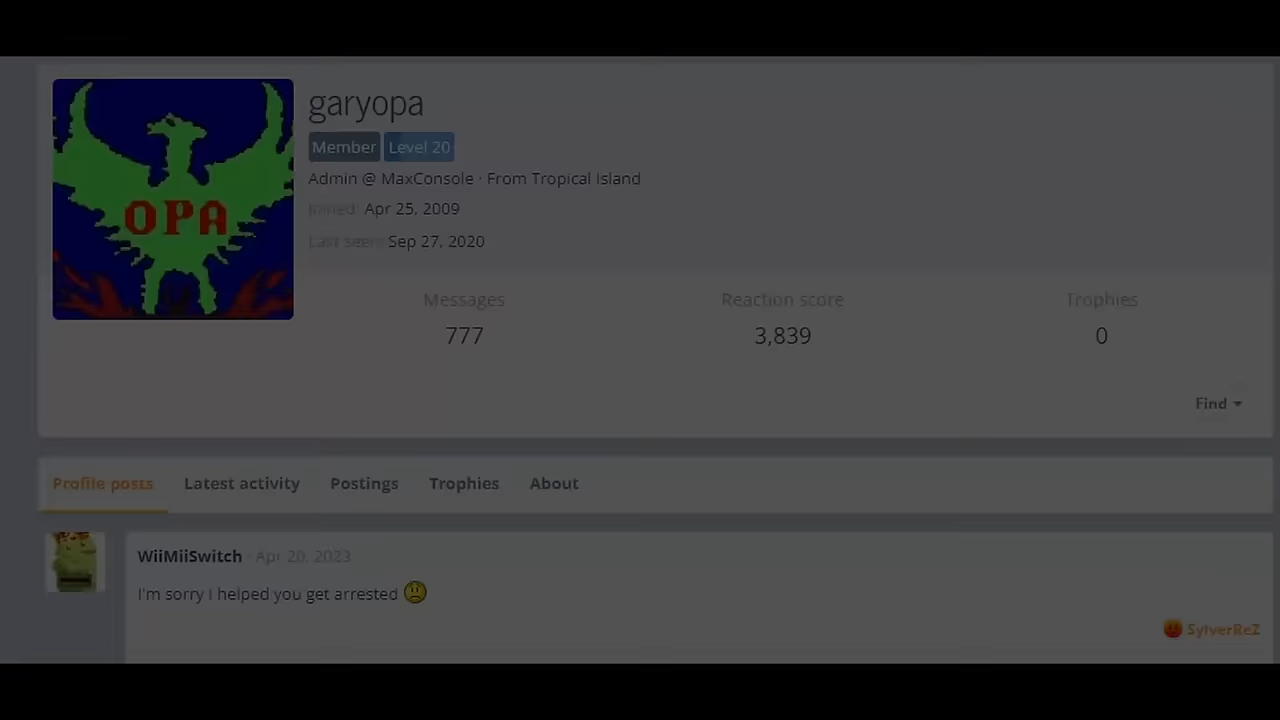 garyopa
Member Level 20
Admin @ MaxConsole · From Tropical Island
Joined: Apr 25, 2009
Last seen: Sep 27, 2020
OPA
Messages Reaction score Trophies
777 3,839 0
Find
Profile posts Latest activity Postings Trophies About
WiiMiiSwitch · Apr 20, 2023
I'm sorry I helped you get arrested
SylverReZ